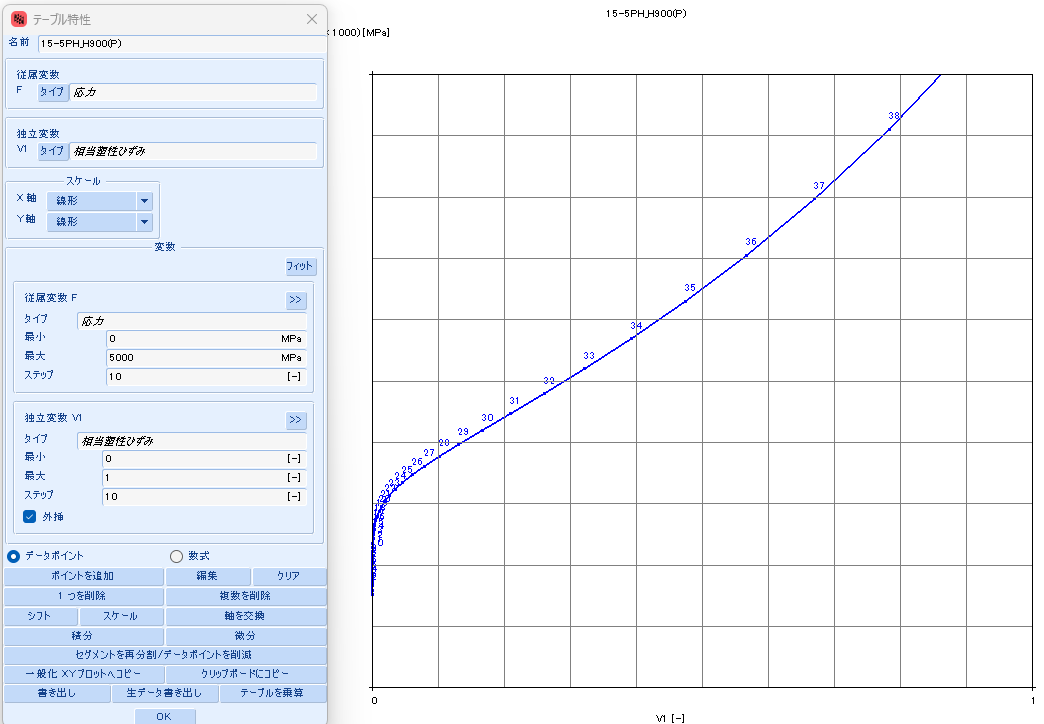 テーブル特性
名前 15-5PH_H900(P)
従属変数
F タイプ 応力
独立変数
V1 タイプ 相当塑性ひずみ
スケール
X 軸 線形
Y 軸 線形
変数
フィット
従属変数 F >>
タイプ 応力
最小 0 MPa
最大 5000 MPa
ステップ 10 [-]
独立変数 V1 >>
タイプ 相当塑性ひずみ
最小 0 [-]
最大 1 [-]
ステップ 10 [-]
外挿
データポイント 数式
ポイントを追加 編集 クリア
1 つを削除 複数を削除
シフト スケール 軸を交換
積分 微分
セグメントを再分割/データポイントを削減
一般化 XYプロットへコピー クリップボードにコピー
書き出し 生データ書き出し テーブルを乗算
OK
15-5PH_H900(P)
1000)[MPa]
38
37
36
35
34
33
32
31
30
29
28
27
26
25
24
0 1
V1 [-]